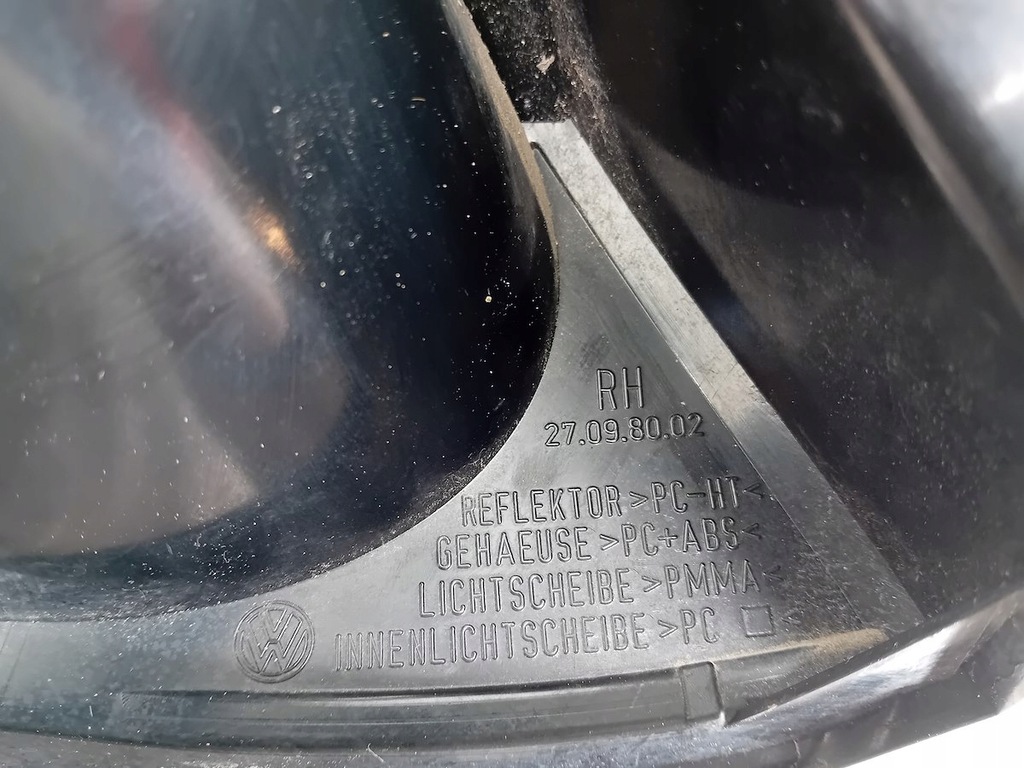 RH
27.09.80.02
REFLEKTOR >PC-HT<
GEHAEUSE >PC+ABS<
LICHTSCHEIBE >PMMA<
INNENLICHTSCHEIBE >PC